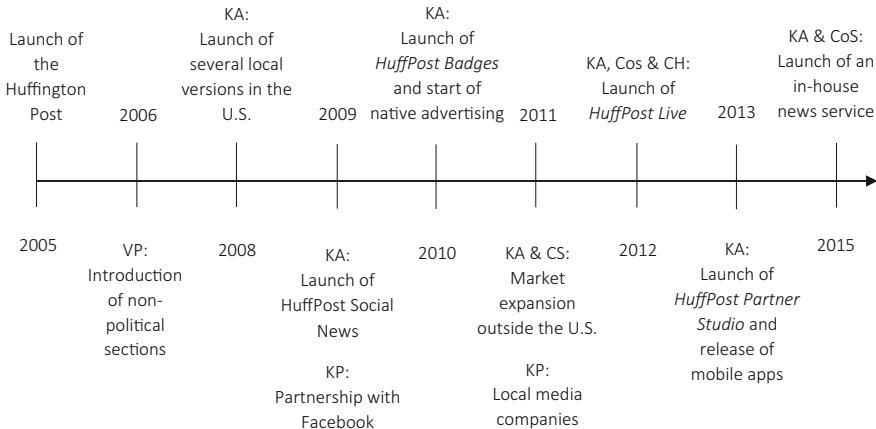 Launch of
the
Huffington
Post
2005
2006
VP:
Introduction
of non-
political
sections
KA:
Launch of
several local
versions in the
U.S.
2008
2009
KA:
Launch of
HuffPost Social
News
KP:
Partnership with
Facebook
KA:
Launch of
HuffPost Badges
and start of
native advertising
2010
2011
KA & CS:
Market
expansion
outside the U.S.
KP:
Local media
companies
KA, Cos & CH:
Launch of
HuffPost Live
2012
2013
KA:
Launch of
HuffPost Partner
Studio and
release of
mobile apps
KA & CoS:
Launch of an
in-house
news service
2015